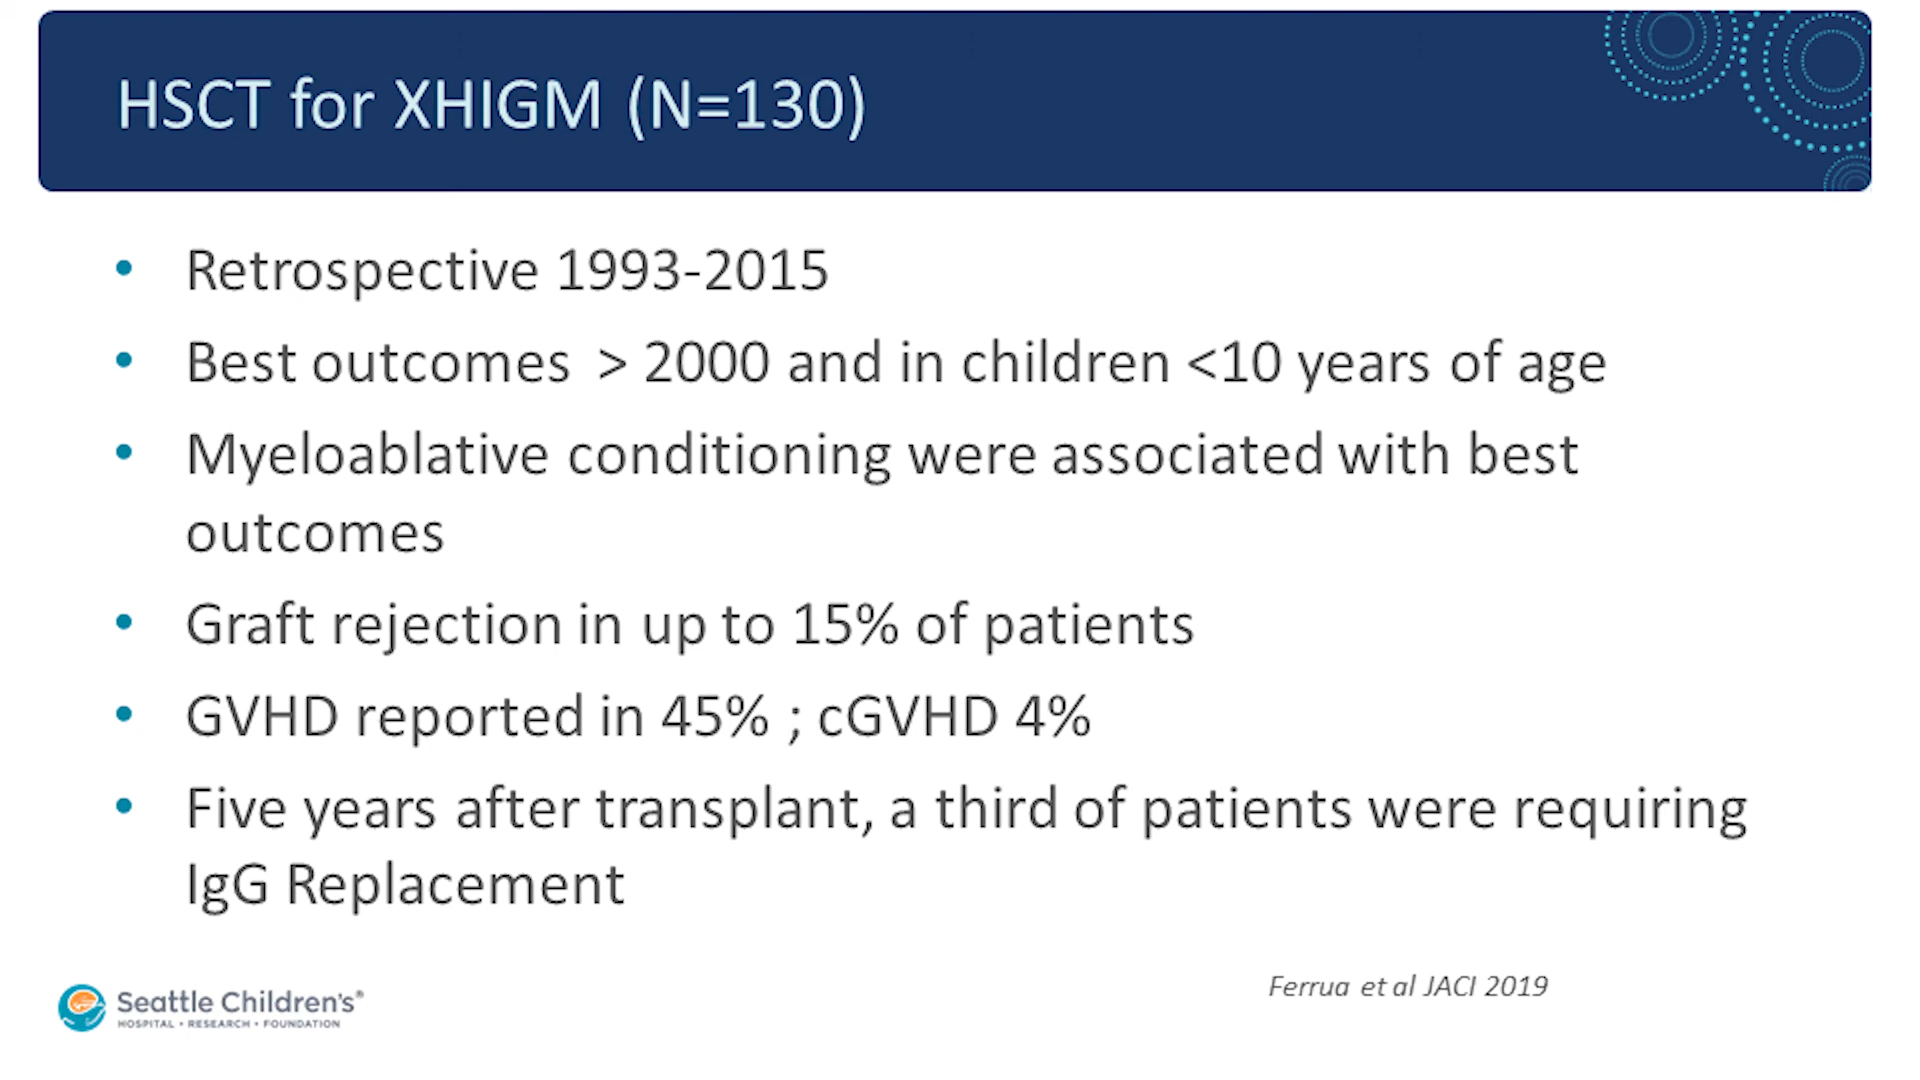 HSCT for XHIGM (N=130)
• Retrospective 1993-2015
• Best outcomes > 2000 and in children <10 years of age
• Myeloablative conditioning were associated with best
outcomes
• Graft rejection in up to 15% of patients
• GVHD reported in 45% ; cGVHD 4%
• Five years after transplant, a third of patients were requiring
IgG Replacement
Ferrua et al JACI 2019
Seattle Children's®
HOSPITAL • RESEARCH • FOUNDATION